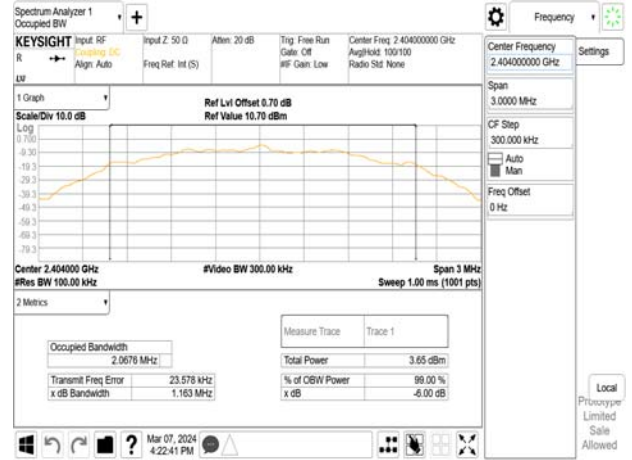 Spectrum Analyzer 1
Occupied BW
+
Frequency
KEYSIGHT
R
LVI
Input: RF
Coupling: DC
Align: Auto
Input Z: 50 Ω
Freq Ref: Int (S)
Atten: 20 dB
Trig: Free Run
Gate: Off
#IF Gain: Low
Center Freq: 2.404000000 GHz
Avg|Hold: 100/100
Radio Std: None
Center Frequency
2.404000000 GHz
Settings
Span
3.0000 MHz
CF Step
300.000 kHz
Auto
Man
Freq Offset
0 Hz
1 Graph
Scale/Div 10.0 dB
Ref Lvl Offset 0.70 dB
Ref Value 10.70 dBm
Log
0.700
-9.30
-19.3
-29.3
-39.3
-49.3
-59.3
-69.3
-79.3
Center 2.404000 GHz
#Video BW 300.00 kHz
Span 3 MHz
#Res BW 100.00 kHz
Sweep 1.00 ms (1001 pts)
2 Metrics
Measure Trace
Trace 1
Occupied Bandwidth
2.0676 MHz
Total Power
3.65 dBm
Transmit Freq Error
23.578 kHz
% of OBW Power
99.00 %
x dB Bandwidth
1.163 MHz
x dB
-6.00 dB
Local
Prototype
Limited
Sale
Allowed
?
Mar 07, 2024
4:22:41 PM